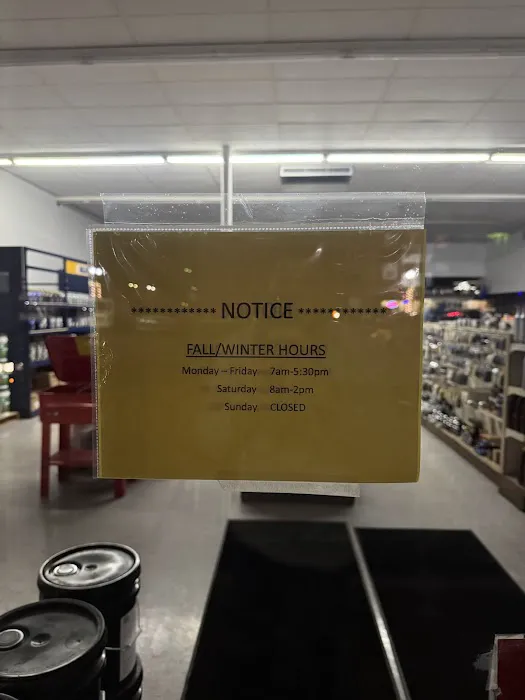 ************ NOTICE ************
FALL/WINTER HOURS
Monday – Friday 7am-5:30pm
Saturday 8am-2pm
Sunday CLOSED